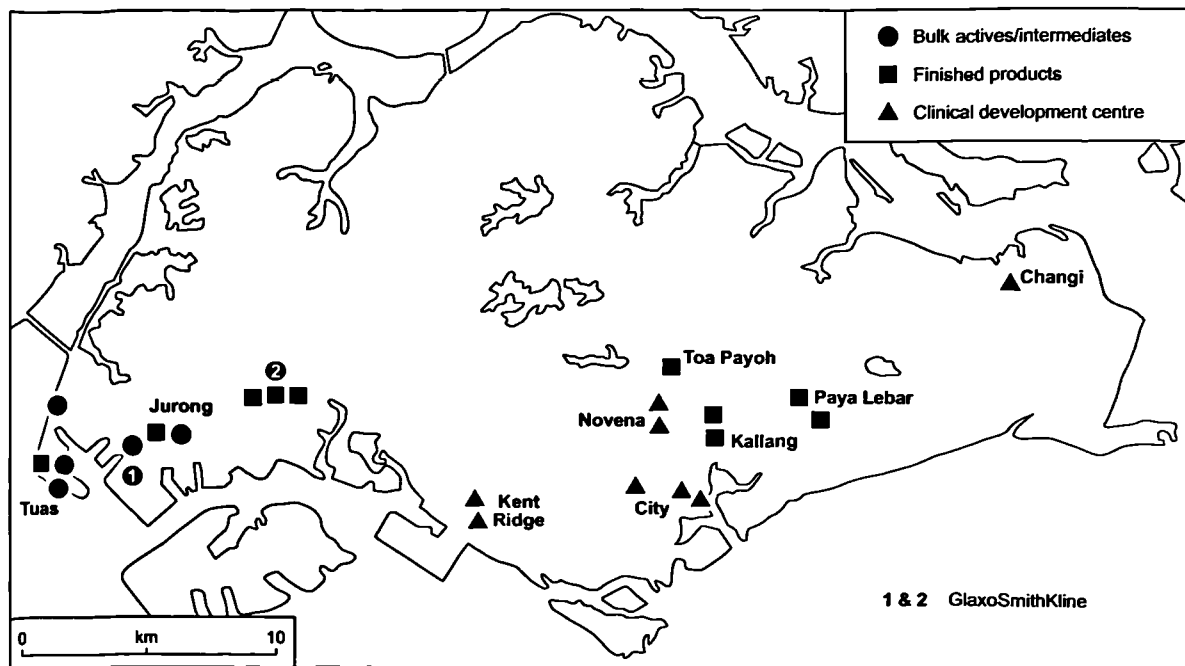 Bulk actives/intermediates
Finished products
Clinical development centre
Changi
Toa Payoh
2
Jurong
Paya Lebar
Novena
Kallang
1
Tuas
Kent
Ridge
City
1 & 2 GlaxoSmithKline
0 km 10